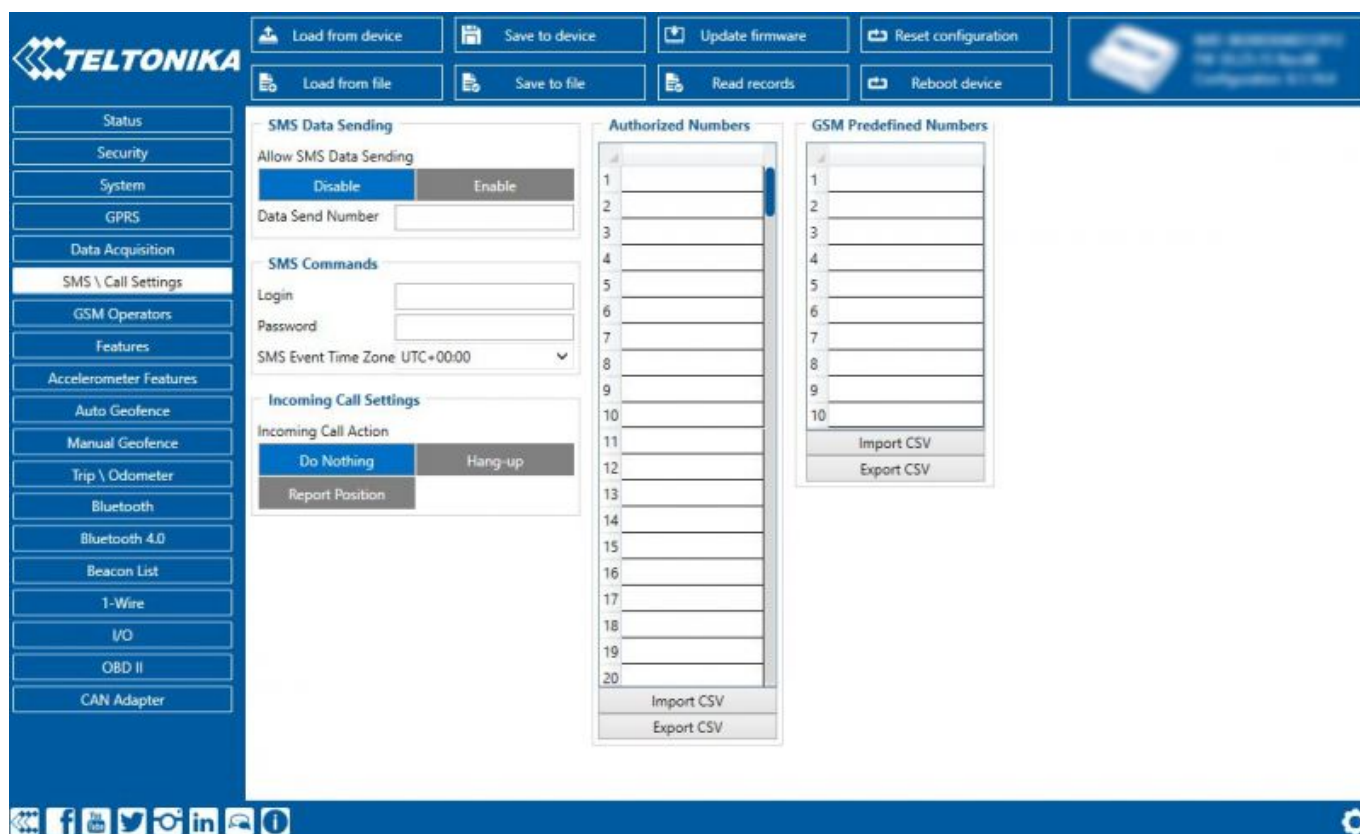 TELTONIKA
Load from device
Save to device
Update firmware
Reset configuration
Load from file
Save to file
Read records
Reboot device
Status
Security
System
GPRS
Data Acquisition
SMS \ Call Settings
GSM Operators
Features
Accelerometer Features
Auto Geofence
Manual Geofence
Trip \ Odometer
Bluetooth
Bluetooth 4.0
Beacon List
1-Wire
I/O
OBD II
CAN Adapter
SMS Data Sending
Allow SMS Data Sending
Disable Enable
Data Send Number
SMS Commands
Login
Password
SMS Event Time Zone UTC+00:00
Incoming Call Settings
Incoming Call Action
Do Nothing Hang-up
Report Position
Authorized Numbers
1
2
3
4
5
6
7
8
9
10
11
12
13
14
15
16
17
18
19
20
Import CSV
Export CSV
GSM Predefined Numbers
1
2
3
4
5
6
7
8
9
10
Import CSV
Export CSV